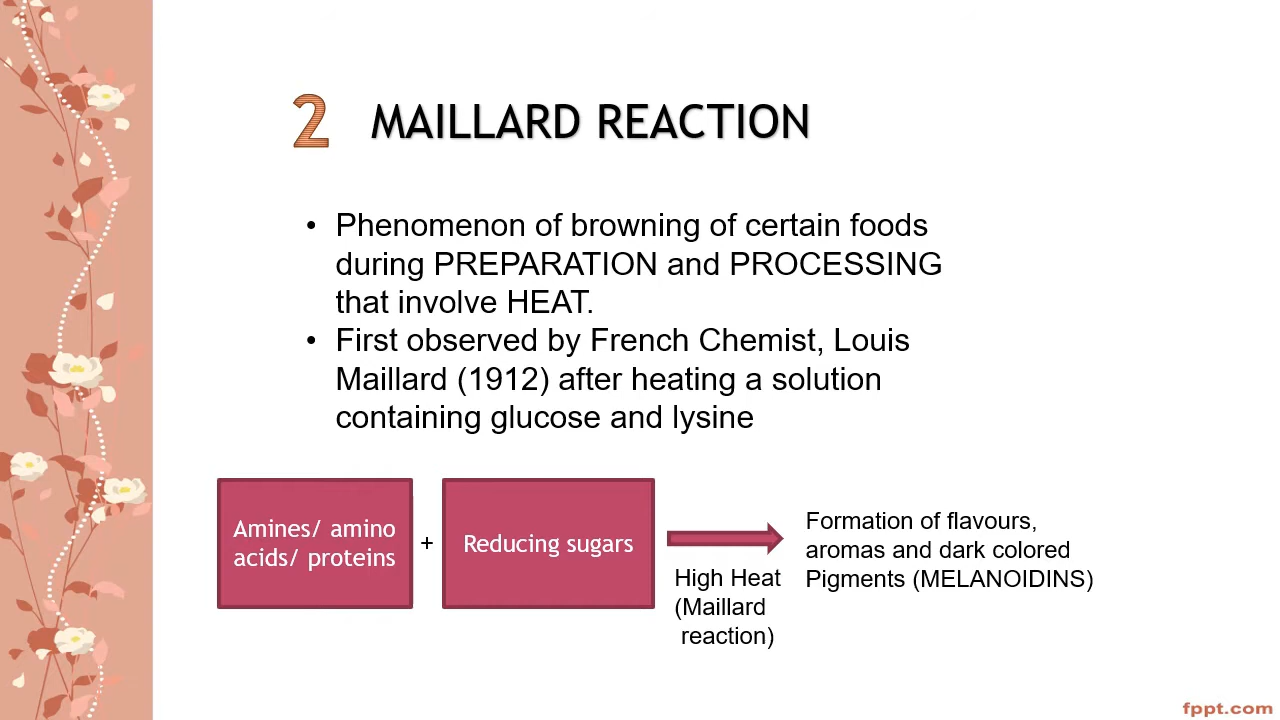 2 MAILLARD REACTION
• Phenomenon of browning of certain foods
during PREPARATION and PROCESSING
that involve HEAT.
• First observed by French Chemist, Louis
Maillard (1912) after heating a solution
containing glucose and lysine
Amines/ amino
acids/ proteins
+
Reducing sugars
High Heat
(Maillard
reaction)
Formation of flavours,
aromas and dark colored
Pigments (MELANOIDINS)
fppt.com